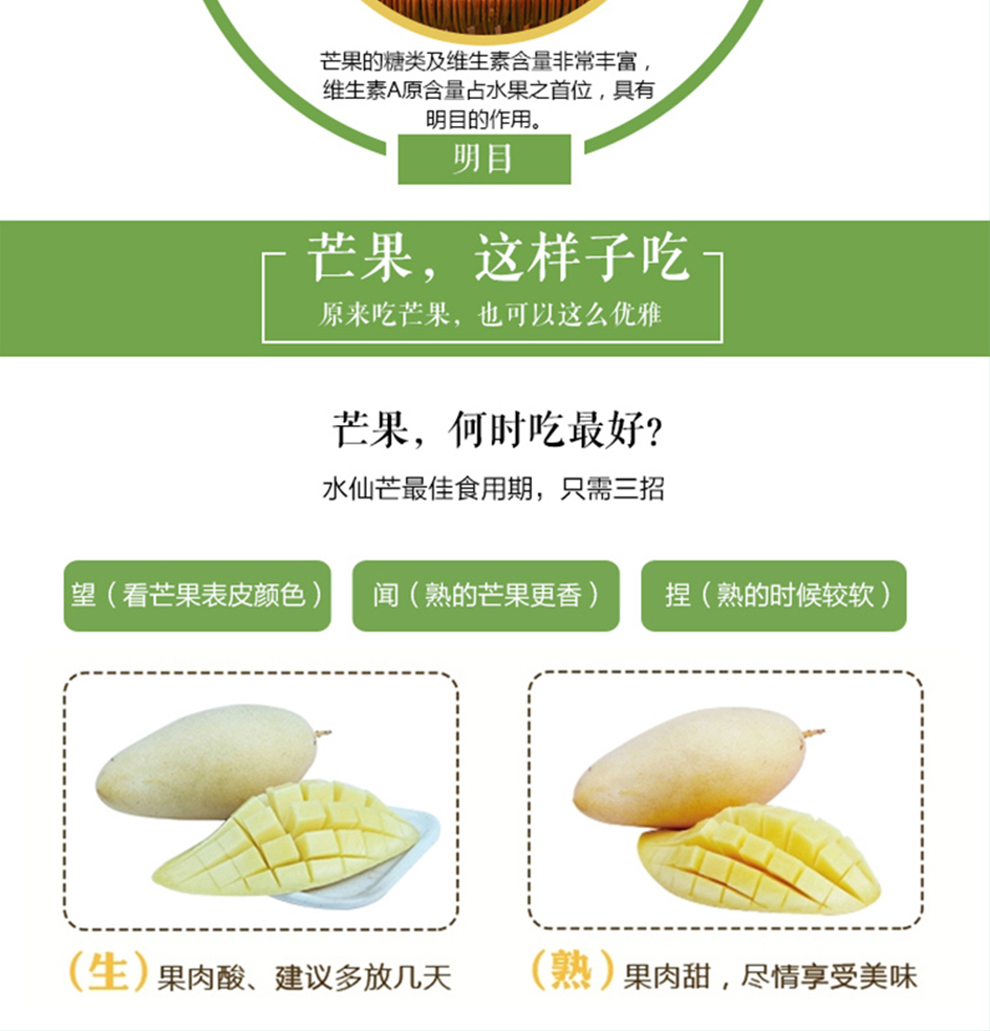 芒果的糖类及维生素含量非常丰富，
维生素A原含量占水果之首位，具有
明目的作用。
明目
芒果，这样子吃
原来吃芒果，也可以这么优雅
芒果，何时吃最好?
水仙芒最佳食用期，只需三招
望（看芒果表皮颜色）
闻（熟的芒果更香）
捏（熟的时候较软）
（生）果肉酸、建议多放几天
（熟）果肉甜，尽情享受美味